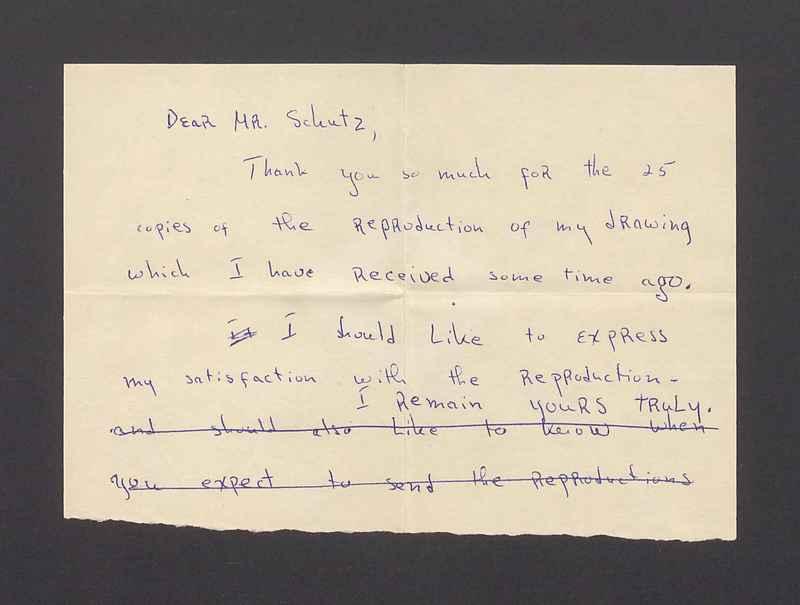 Dear Mr. Schutz,
Thank you so much for the 25
copies of the Reproduction of my drawing
which I have Received some time ago.
I should Like to express
my satisfaction with the Reproduction -
I Remain yours truly.
and should also Like to know when
you expect to send the Reproductions